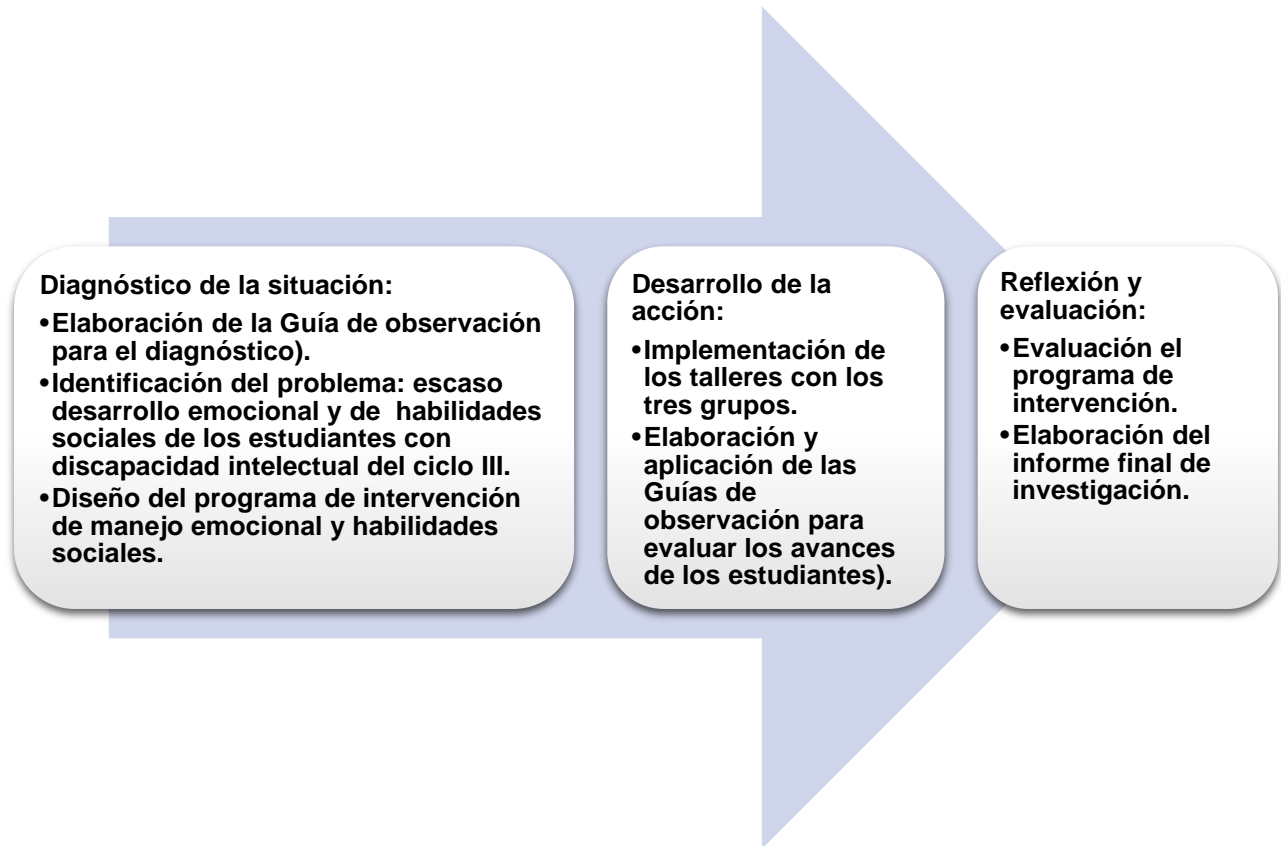 Diagnóstico de la situación:
•Elaboración de la Guía de observación
para el diagnóstico).
•Identificación del problema: escaso
desarrollo emocional y de habilidades
sociales de los estudiantes con
discapacidad intelectual del ciclo III.
•Diseño del programa de intervención
de manejo emocional y habilidades
sociales.
Desarrollo de la
acción:
•Implementación de
los talleres con los
tres grupos.
•Elaboración y
aplicación de las
Guías de
observación para
evaluar los avances
de los estudiantes).
Reflexión y
evaluación:
•Evaluación el
programa de
intervención.
•Elaboración del
informe final de
investigación.